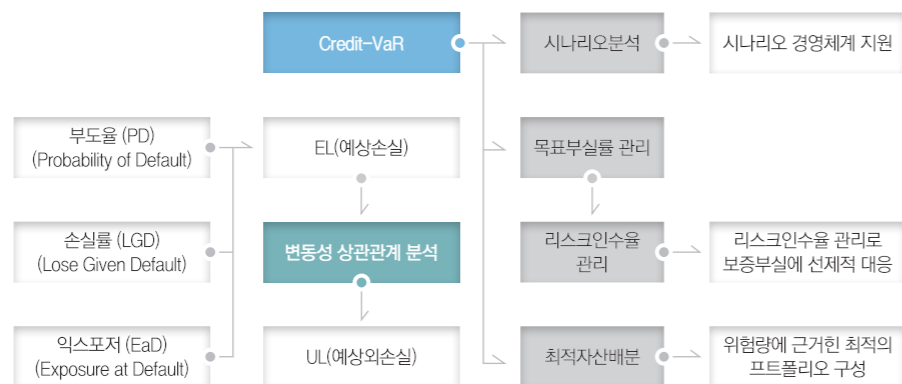 Credit-VaR
시나리오분석
시나리오 경영체계 지원
부도율 (PD)
(Probability of Default)
EL(예상손실)
목표부실률 관리
손실률 (LGD)
(Lose Given Default)
변동성 상관관계 분석
리스크인수율
관리
리스크인수율 관리로
보증부실에 선제적 대응
익스포저 (EaD)
(Exposure at Default)
UL(예상외손실)
최적자산배분
위험량에 근거힌 최적의
프트폴리오 구성